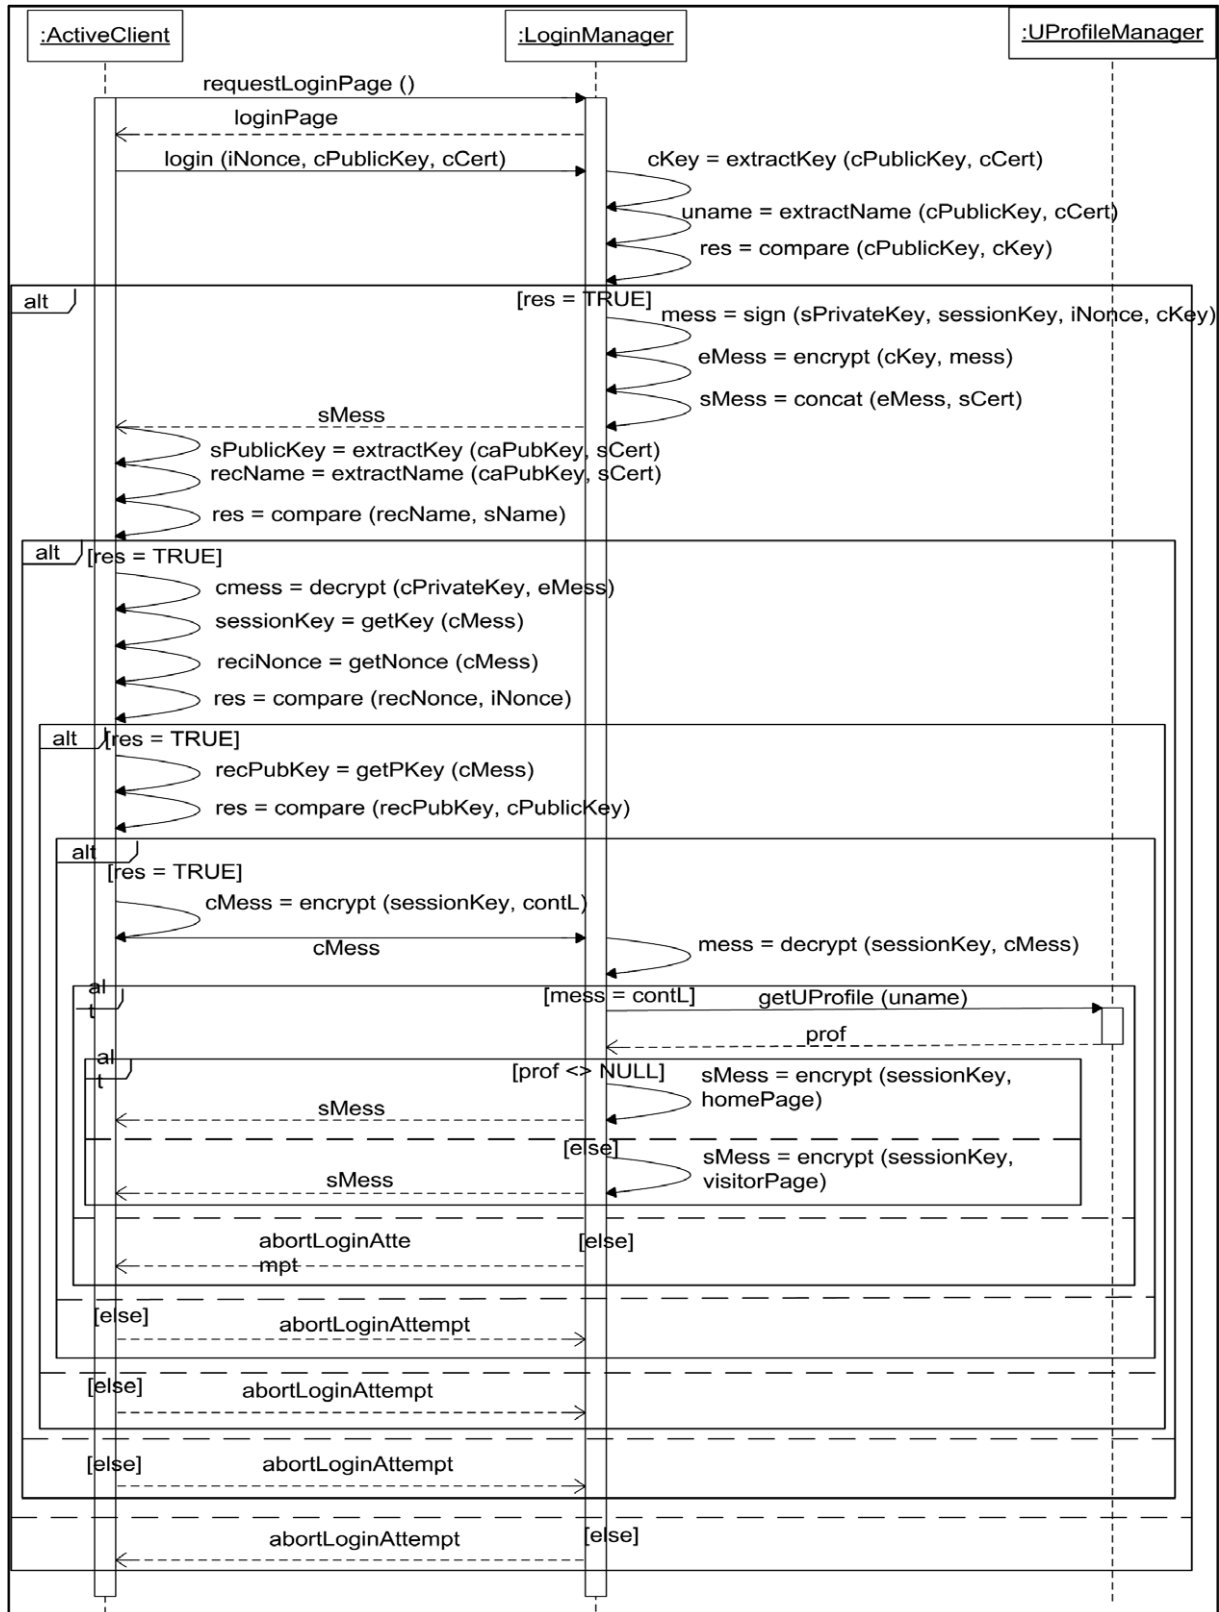 :ActiveClient
:LoginManager
:UProfileManager
requestLoginPage ()
loginPage
login (iNonce, cPublicKey, cCert)
cKey = extractKey (cPublicKey, cCert)
uname = extractName (cPublicKey, cCert)
res = compare (cPublicKey, cKey)
alt
[res = TRUE]
mess = sign (sPrivateKey, sessionKey, iNonce, cKey)
eMess = encrypt (cKey, mess)
sMess = concat (eMess, sCert)
sMess
sPublicKey = extractKey (caPubKey, sCert)
recName = extractName (caPubKey, sCert)
res = compare (recName, sName)
alt
[res = TRUE]
cmess = decrypt (cPrivateKey, eMess)
sessionKey = getKey (cMess)
reciNonce = getNonce (cMess)
res = compare (recNonce, iNonce)
alt
[res = TRUE]
recPubKey = getPKey (cMess)
res = compare (recPubKey, cPublicKey)
alt
[res = TRUE]
cMess = encrypt (sessionKey, contL)
cMess
mess = decrypt (sessionKey, cMess)
al
t
[mess = contL]
getUProfile (uname)
prof
al
t
[prof <> NULL]
sMess = encrypt (sessionKey,
homePage)
sMess
[else]
sMess = encrypt (sessionKey,
visitorPage)
sMess
abortLoginAtte
mpt
[else]
[else]
abortLoginAttempt
[else]
abortLoginAttempt
[else]
abortLoginAttempt
abortLoginAttempt
[else]